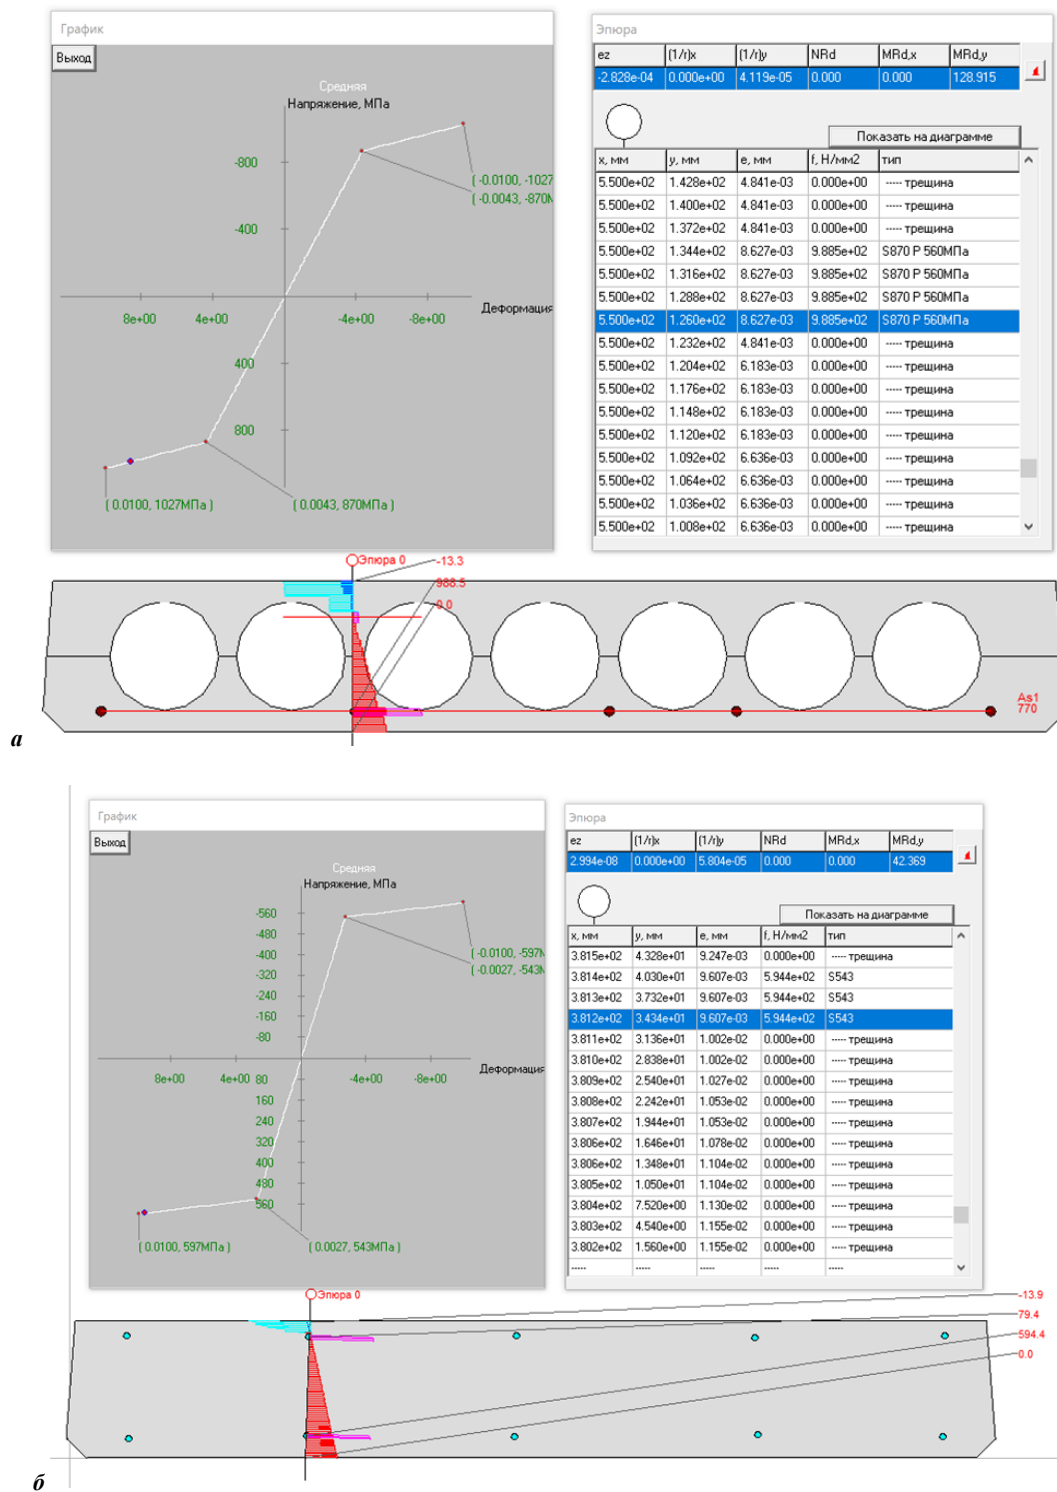 График
Выход
Средняя
Напряжение, МПа
-800
( -0.0100, -1027
( -0.0043, -870М
-400
Деформация
8e+00 4e+00 -4e+00 -8e+00
400
800
( 0.0100, 1027МПа ) ( 0.0043, 870МПа )
Эпюра
ez (1/r)x (1/r)y NRd MRd,x MRd,y
-2.828e-04 0.000e+00 4.119e-05 0.000 0.000 128.915
Показать на диаграмме
x, мм y, мм e, мм f, Н/мм2 тип
5.500e+02 1.428e+02 4.841e-03 0.000e+00 ----- трещина
5.500e+02 1.400e+02 4.841e-03 0.000e+00 ----- трещина
5.500e+02 1.372e+02 4.841e-03 0.000e+00 ----- трещина
5.500e+02 1.344e+02 8.627e-03 9.885e+02 S870 P 560МПа
5.500e+02 1.316e+02 8.627e-03 9.885e+02 S870 P 560МПа
5.500e+02 1.288e+02 8.627e-03 9.885e+02 S870 P 560МПа
5.500e+02 1.260e+02 8.627e-03 9.885e+02 S870 P 560МПа
5.500e+02 1.232e+02 4.841e-03 0.000e+00 ----- трещина
5.500e+02 1.204e+02 6.183e-03 0.000e+00 ----- трещина
5.500e+02 1.176e+02 6.183e-03 0.000e+00 ----- трещина
5.500e+02 1.148e+02 6.183e-03 0.000e+00 ----- трещина
5.500e+02 1.120e+02 6.183e-03 0.000e+00 ----- трещина
5.500e+02 1.092e+02 6.636e-03 0.000e+00 ----- трещина
5.500e+02 1.064e+02 6.636e-03 0.000e+00 ----- трещина
5.500e+02 1.036e+02 6.636e-03 0.000e+00 ----- трещина
5.500e+02 1.008e+02 6.636e-03 0.000e+00 ----- трещина
Эпюра 0
-13.3
988.5
0.0
As1
770
а
График
Выход
Средняя
Напряжение, МПа
-560
-480
-400
-320
-240
-160
-80
( -0.0100, -597М
( -0.0027, -543М
Деформация
8e+00 4e+00 80 -4e+00 -8e+00
160
240
320
400
480
560
( 0.0100, 597МПа ) ( 0.0027, 543МПа )
Эпюра
ez (1/r)x (1/r)y NRd MRd,x MRd,y
2.994e-08 0.000e+00 5.804e-05 0.000 0.000 42.369
Показать на диаграмме
x, мм y, мм e, мм f, Н/мм2 тип
3.815e+02 4.328e+01 9.247e-03 0.000e+00 ----- трещина
3.814e+02 4.030e+01 9.607e-03 5.944e+02 S543
3.813e+02 3.732e+01 9.607e-03 5.944e+02 S543
3.812e+02 3.434e+01 9.607e-03 5.944e+02 S543
3.811e+02 3.136e+01 1.002e-02 0.000e+00 ----- трещина
3.810e+02 2.838e+01 1.002e-02 0.000e+00 ----- трещина
3.809e+02 2.540e+01 1.027e-02 0.000e+00 ----- трещина
3.808e+02 2.242e+01 1.053e-02 0.000e+00 ----- трещина
3.807e+02 1.944e+01 1.053e-02 0.000e+00 ----- трещина
3.806e+02 1.646e+01 1.078e-02 0.000e+00 ----- трещина
3.806e+02 1.348e+01 1.104e-02 0.000e+00 ----- трещина
3.805e+02 1.050e+01 1.104e-02 0.000e+00 ----- трещина
3.804e+02 7.520e+00 1.130e-02 0.000e+00 ----- трещина
3.803e+02 4.540e+00 1.155e-02 0.000e+00 ----- трещина
3.802e+02 1.560e+00 1.155e-02 0.000e+00 ----- трещина
----- ----- ----- ----- -----
Эпюра 0
-13.9
79.4
594.4
0.0
б